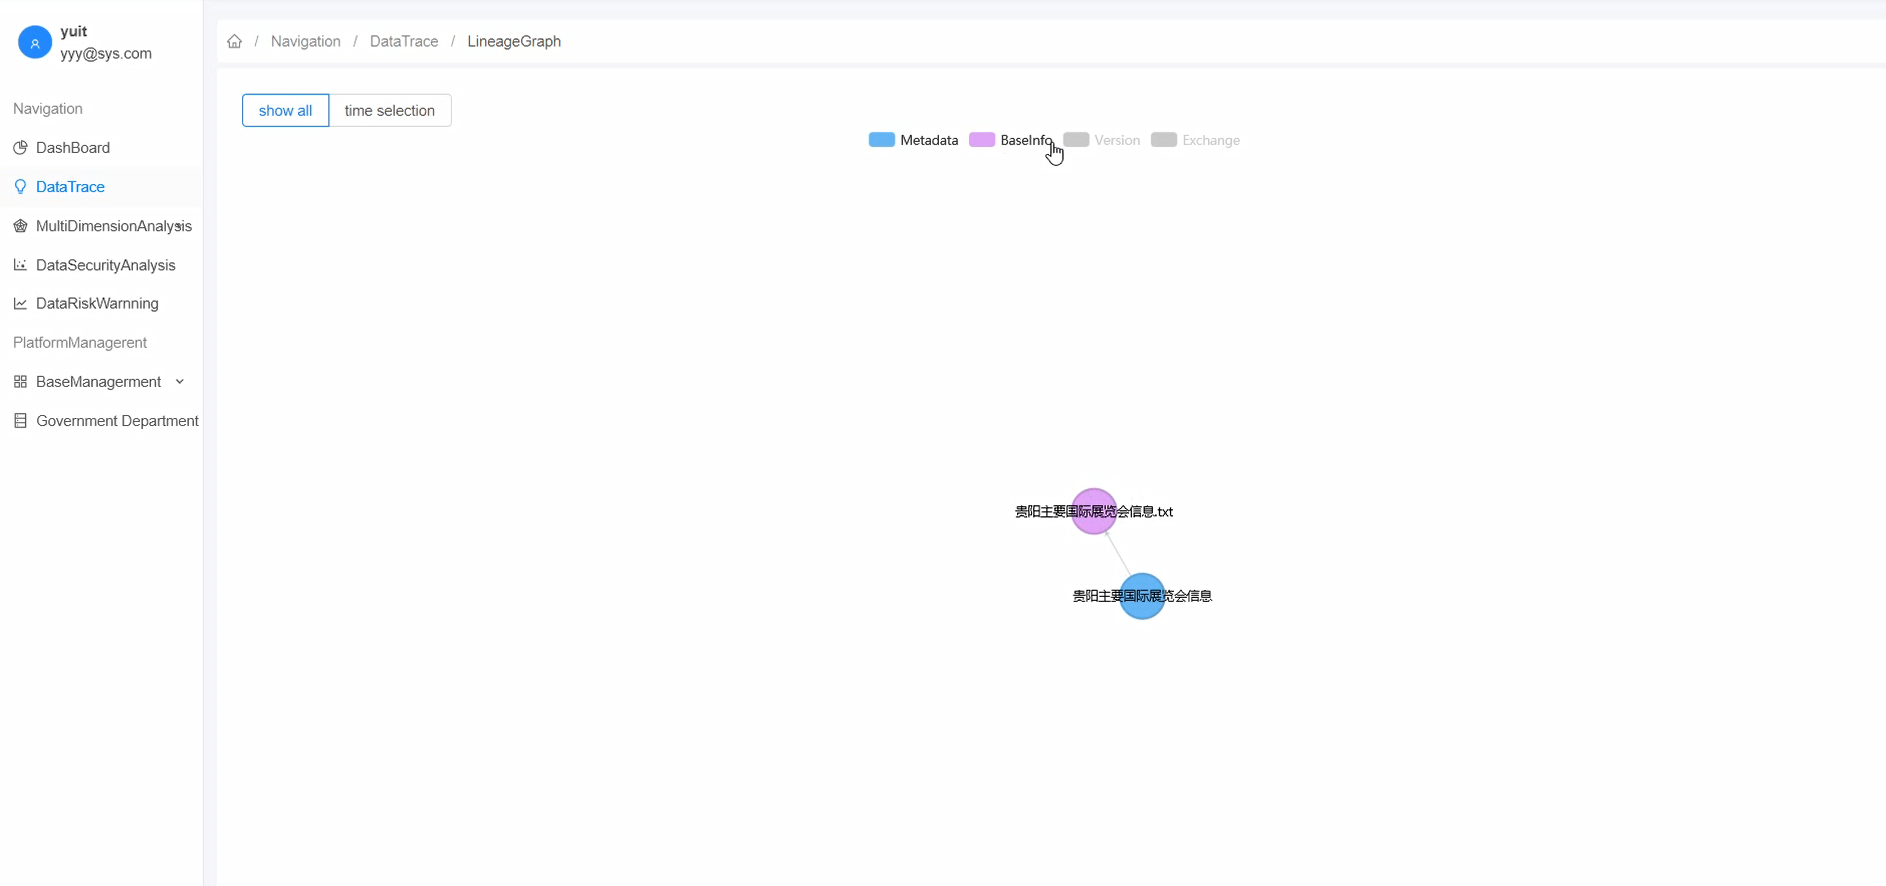 yuit
yyy@sys.com
Navigation
DashBoard
DataTrace
MultiDimensionAnalysis
DataSecurityAnalysis
DataRiskWarnning
PlatformManagerent
BaseManagerment
Government Department
/ Navigation / DataTrace / LineageGraph
show all time selection
Metadata BaseInfo Version Exchange
贵阳主要国际展览会信息.txt
贵阳主要国际展览会信息